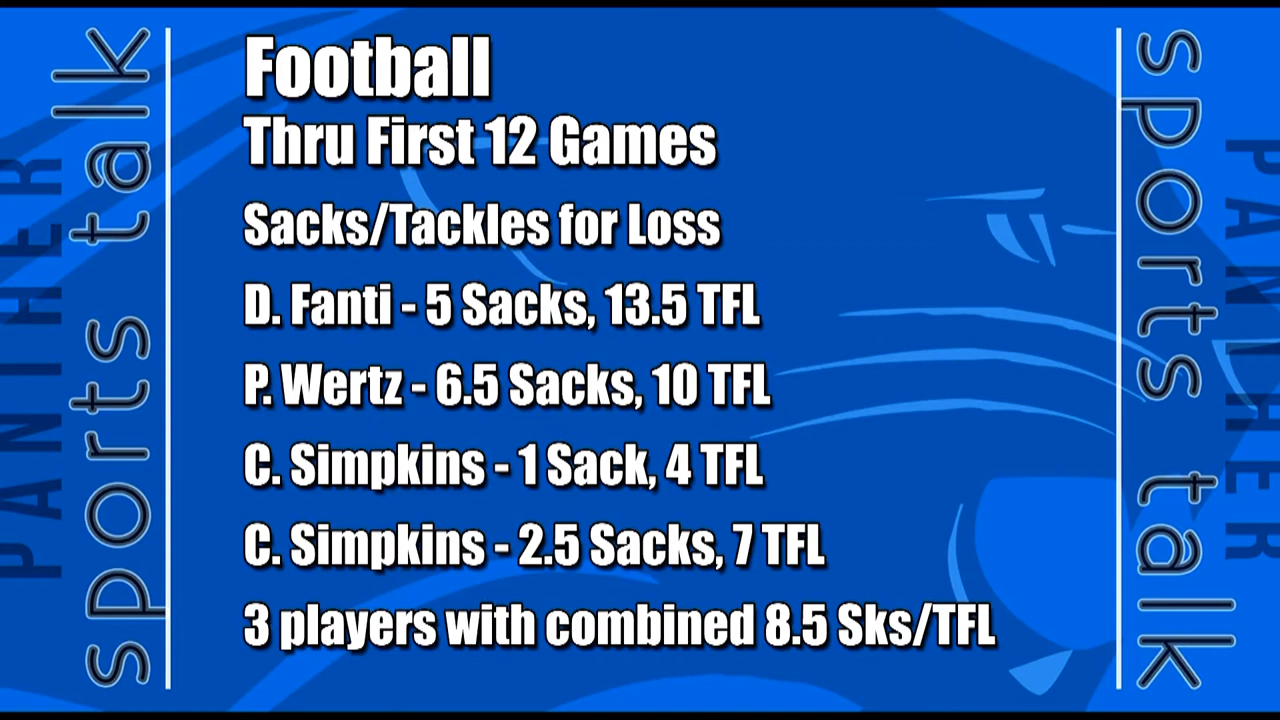 Football
Thru First 12 Games
Sacks/Tackles for Loss
D. Fanti - 5 Sacks, 13.5 TFL
P. Wertz - 6.5 Sacks, 10 TFL
C. Simpkins - 1 Sack, 4 TFL
C. Simpkins - 2.5 Sacks, 7 TFL
3 players with combined 8.5 Sks/TFL
PANTHER
sports talk
sports talk
PANTHER